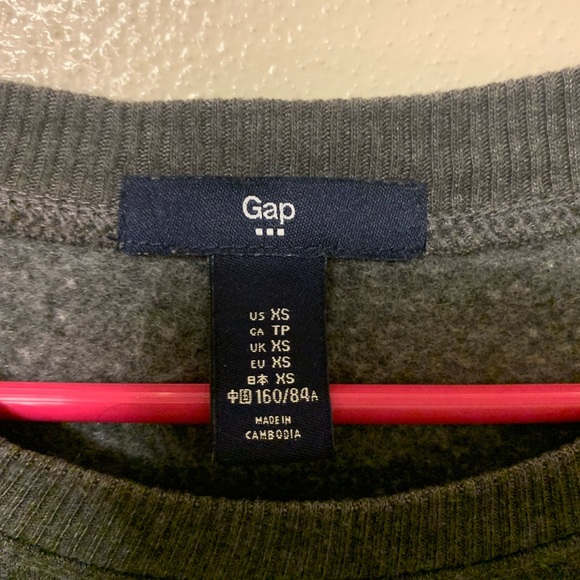 Gap
US XS
CA TP
UK XS
EU XS
日本 XS
中国 160/84A
MADE IN
CAMBODIA